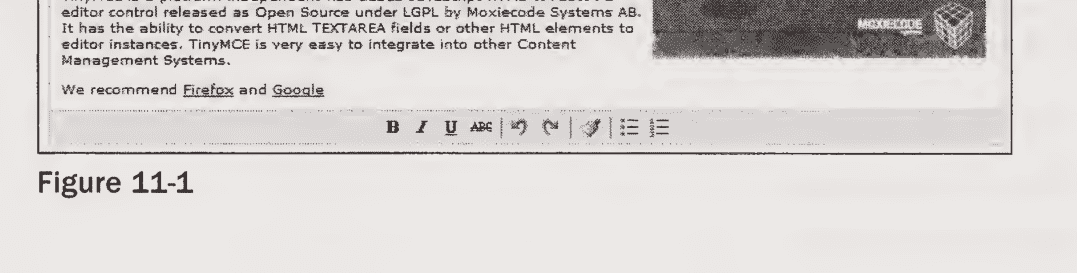 editor control released as Open Source under LGPL by Moxiecode Systems AB.
It has the ability to convert HTML TEXTAREA fields or other HTML elements to
editor instances. TinyMCE is very easy to integrate into other Content
Management Systems.
We recommend Firefox and Google
MOXIECODE
B I U ABC
Figure 11-1